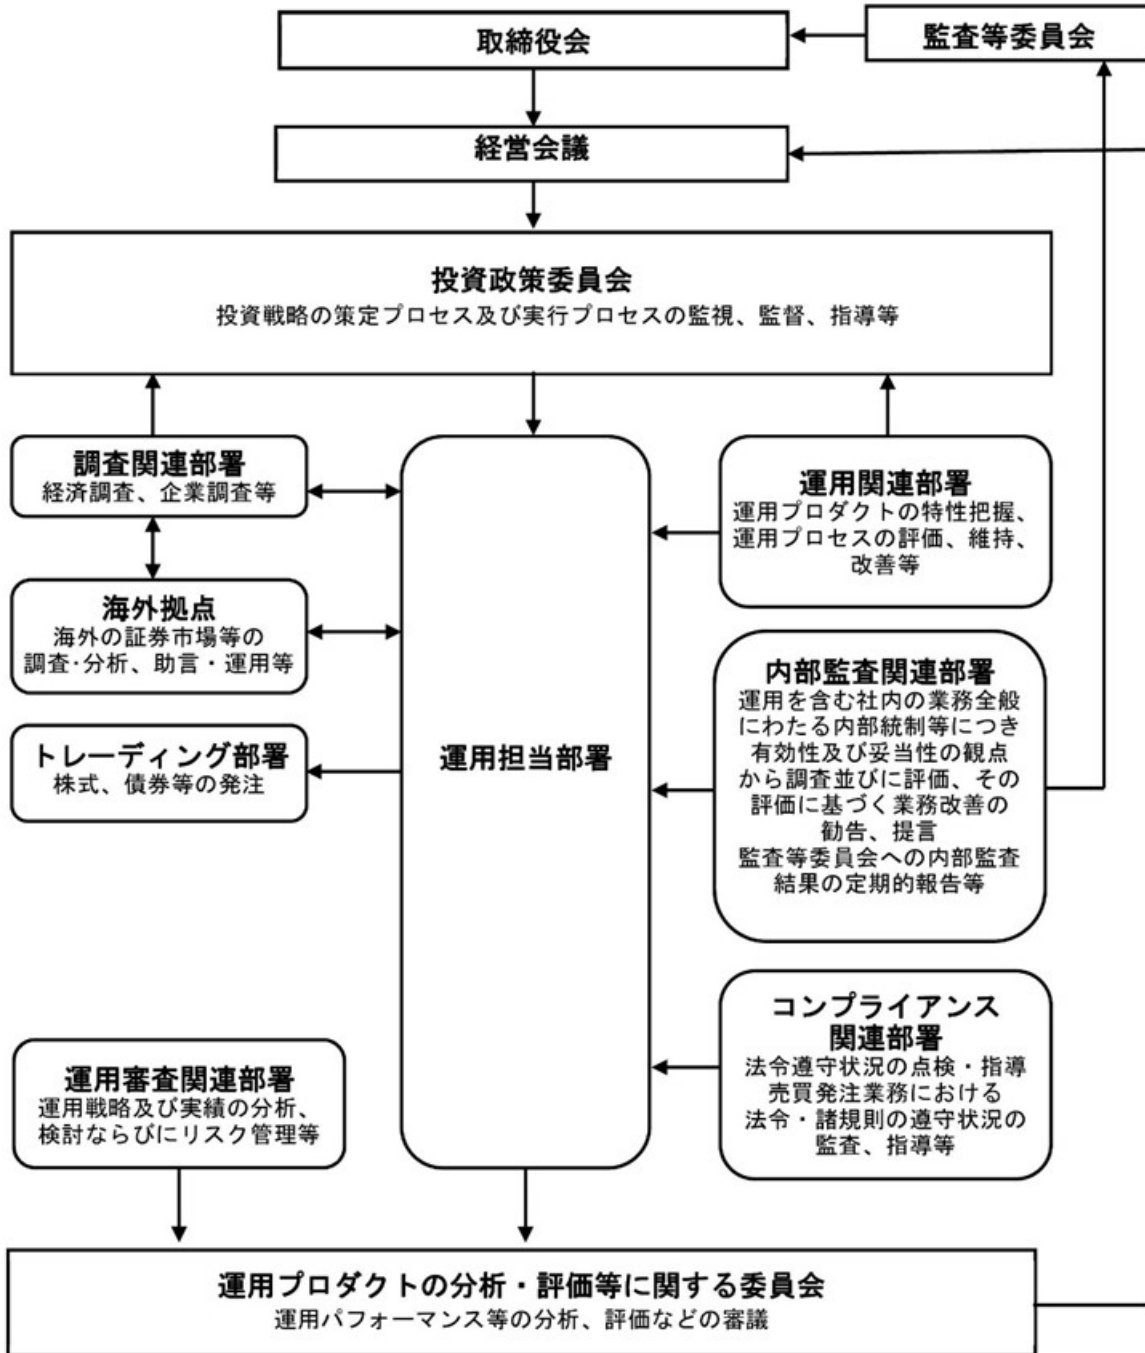 取締役会
監査等委員会
経営会議
投資政策委員会
投資戦略の策定プロセス及び実行プロセスの監視、監督、指導等
調査関連部署
経済調査、企業調査等
海外拠点
海外の証券市場等の
調査・分析、助言・運用等
トレーディング部署
株式、債券等の発注
運用担当部署
運用関連部署
運用プロダクトの特性把握、
運用プロセスの評価、維持、
改善等
内部監査関連部署
運用を含む社内の業務全般
にわたる内部統制等につき
有効性及び妥当性の観点
から調査並びに評価、その
評価に基づく業務改善の
勧告、提言
監査等委員会への内部監査
結果の定期的報告等
コンプライアンス
関連部署
法令遵守状況の点検・指導
売買発注業務における
法令・諸規則の遵守状況の
監査、指導等
運用審査関連部署
運用戦略及び実績の分析、
検討ならびにリスク管理等
運用プロダクトの分析・評価等に関する委員会
運用パフォーマンス等の分析、評価などの審議